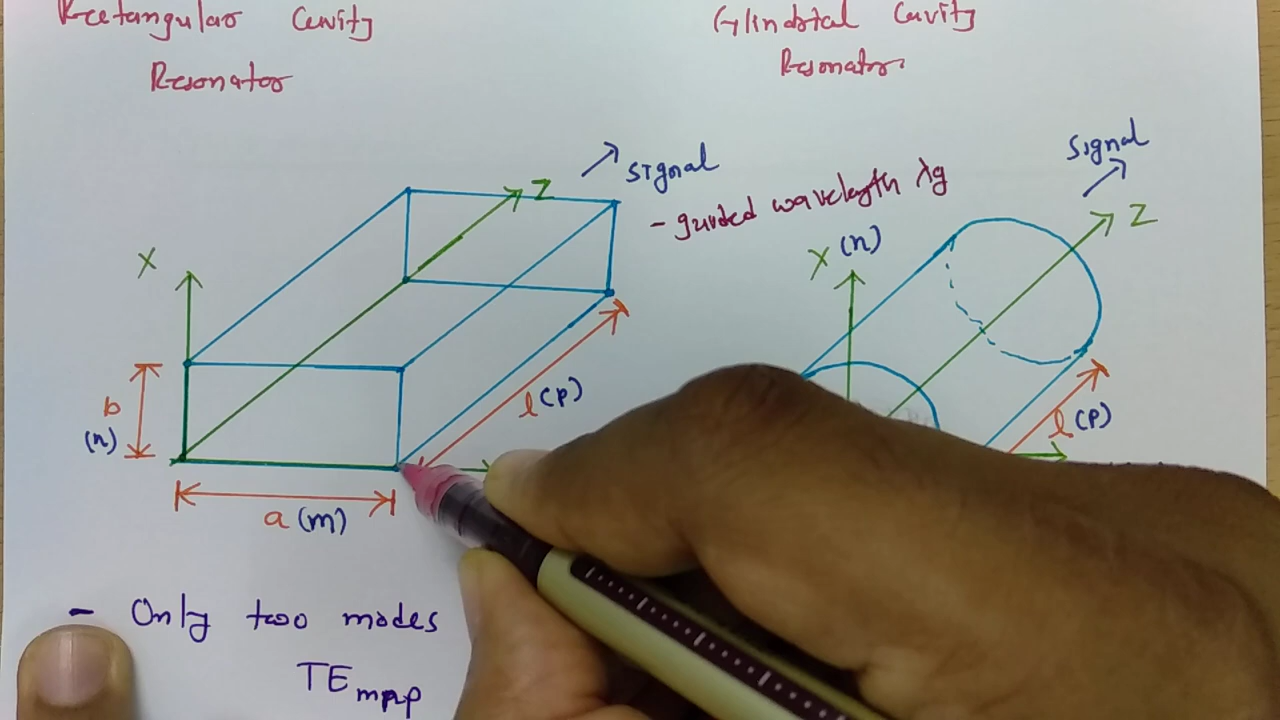 Rectangular Cavity
Resonator
Cylindrical Cavity
Resonator
Signal
- guided wavelength λg
Z
X
b
(n)
a (m)
l (p)
Signal
Z
X (n)
l (p)
- Only two modes
TEmnp